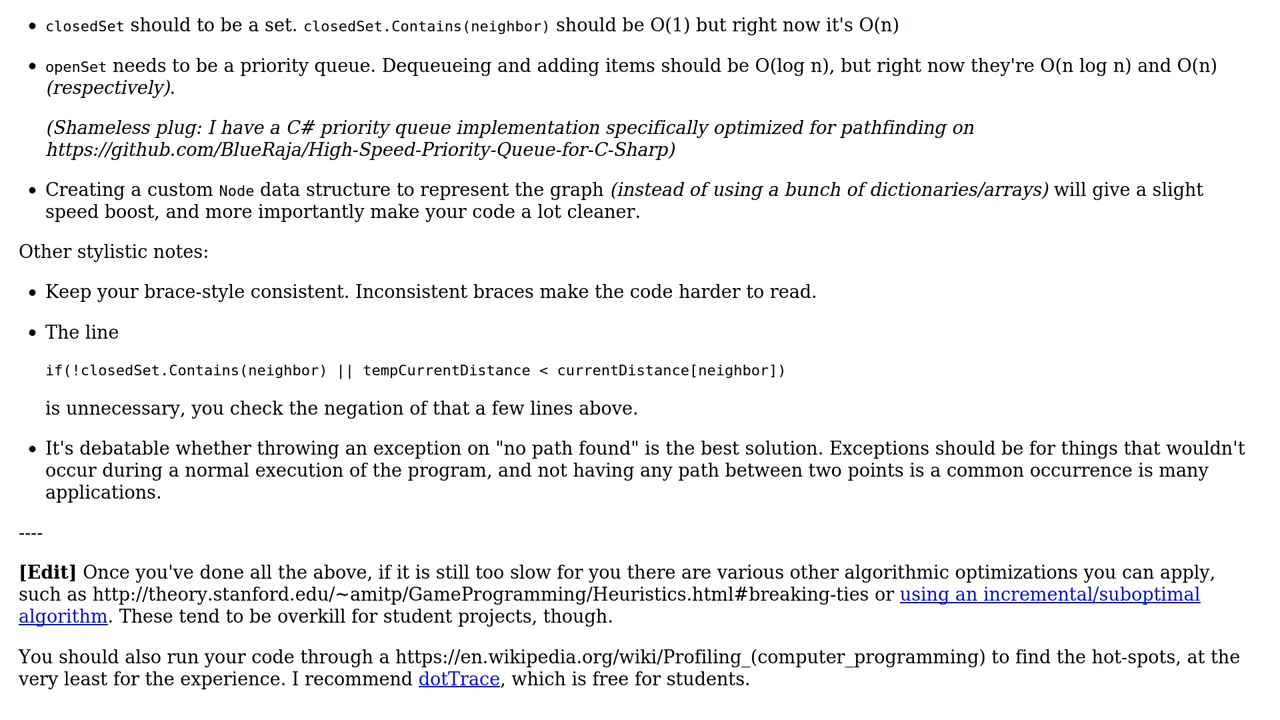 closedSet should to be a set. closedSet.Contains(neighbor) should be O(1) but right now it's O(n)
openSet needs to be a priority queue. Dequeueing and adding items should be O(log n), but right now they're O(n log n) and O(n)
(respectively).
(Shameless plug: I have a C# priority queue implementation specifically optimized for pathfinding on
https://github.com/BlueRaja/High-Speed-Priority-Queue-for-C-Sharp)
Creating a custom Node data structure to represent the graph (instead of using a bunch of dictionaries/arrays) will give a slight
speed boost, and more importantly make your code a lot cleaner.
Other stylistic notes:
Keep your brace-style consistent. Inconsistent braces make the code harder to read.
The line
if(!closedSet.Contains(neighbor) || tempCurrentDistance < currentDistance[neighbor])
is unnecessary, you check the negation of that a few lines above.
It's debatable whether throwing an exception on "no path found" is the best solution. Exceptions should be for things that wouldn't
occur during a normal execution of the program, and not having any path between two points is a common occurrence is many
applications.
----
[Edit] Once you've done all the above, if it is still too slow for you there are various other algorithmic optimizations you can apply,
such as http://theory.stanford.edu/~amitp/GameProgramming/Heuristics.html#breaking-ties or using an incremental/suboptimal
algorithm. These tend to be overkill for student projects, though.
You should also run your code through a https://en.wikipedia.org/wiki/Profiling_(computer_programming) to find the hot-spots, at the
very least for the experience. I recommend dotTrace, which is free for students.